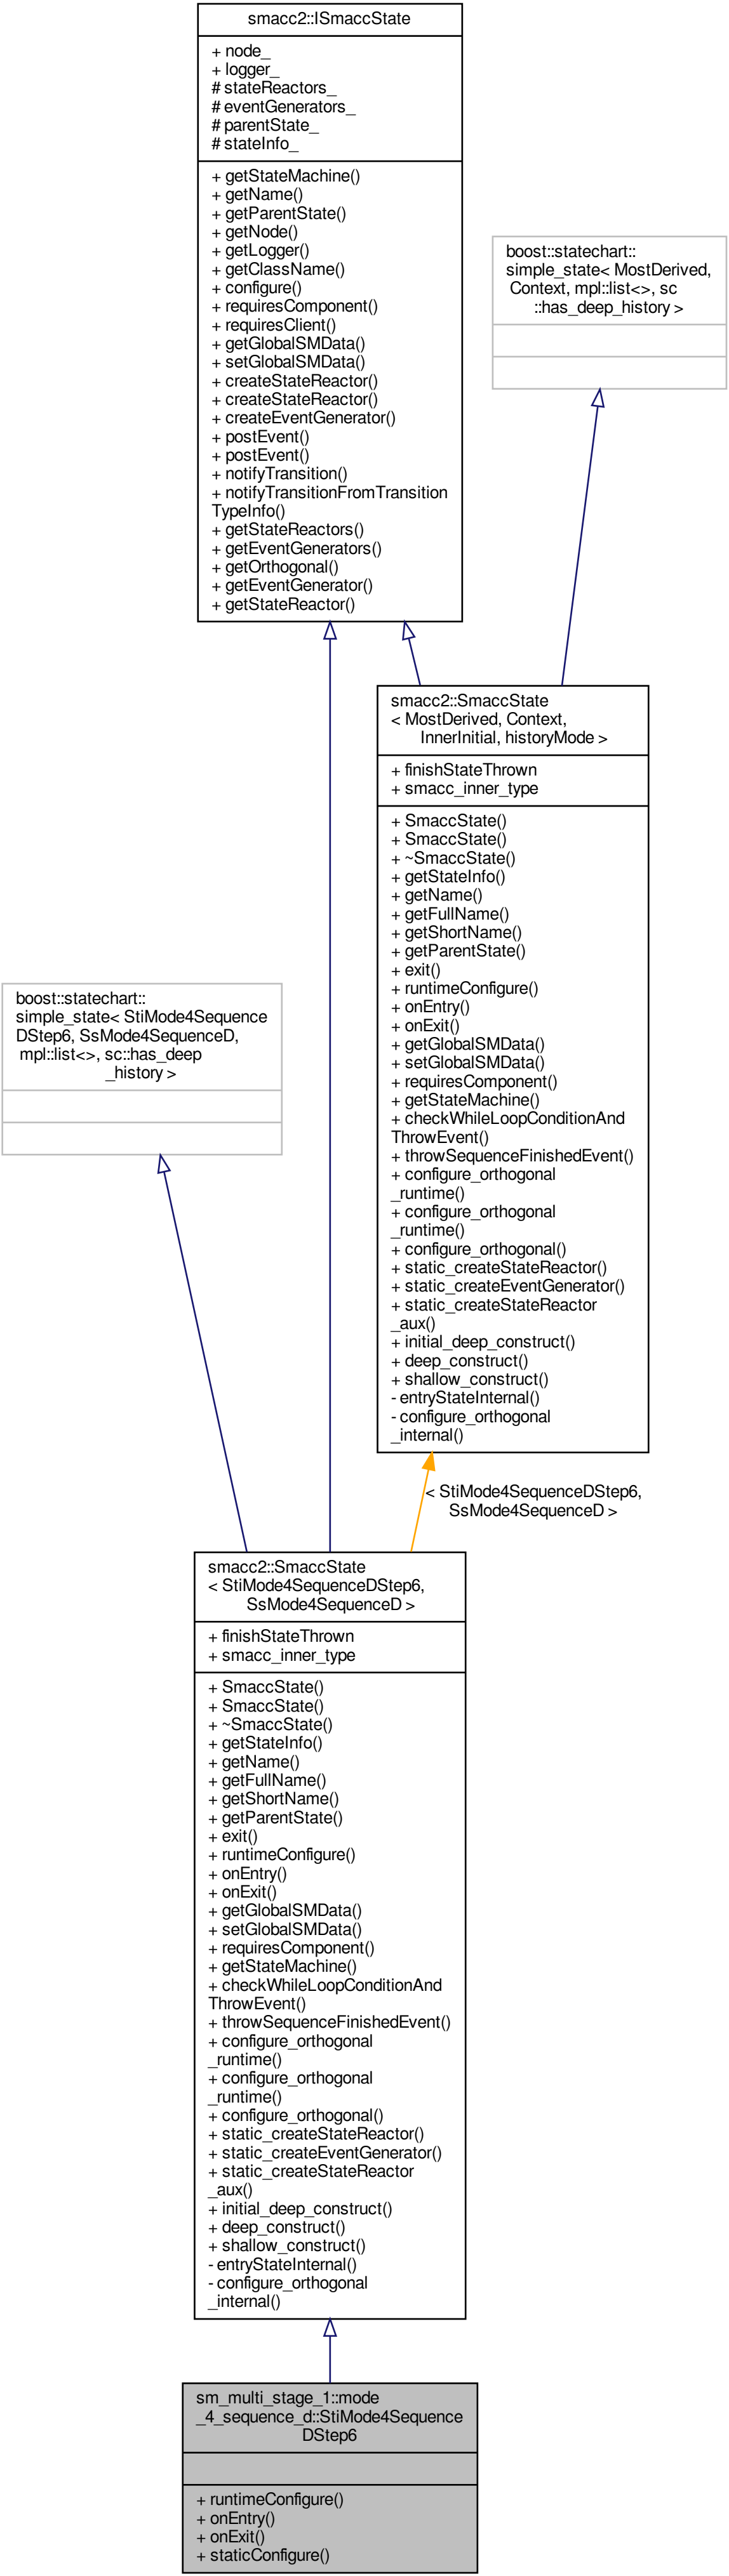 smacc2::ISmaccState
+ node_
+ logger_
# stateReactors_
# eventGenerators_
# parentState_
# stateInfo_
+ getStateMachine()
+ getName()
+ getParentState()
+ getNode()
+ getLogger()
+ getClassName()
+ configure()
+ requiresComponent()
+ requiresClient()
+ getGlobalSMData()
+ setGlobalSMData()
+ createStateReactor()
+ createStateReactor()
+ createEventGenerator()
+ postEvent()
+ postEvent()
+ notifyTransition()
+ notifyTransitionFromTransition
TypeInfo()
+ getStateReactors()
+ getEventGenerators()
+ getOrthogonal()
+ getEventGenerator()
+ getStateReactor()
boost::statechart::
simple_state< MostDerived,
Context, mpl::list<>, sc
::has_deep_history >
smacc2::SmaccState
< MostDerived, Context,
InnerInitial, historyMode >
+ finishStateThrown
+ smacc_inner_type
+ SmaccState()
+ SmaccState()
+ ~SmaccState()
+ getStateInfo()
+ getName()
+ getFullName()
+ getShortName()
+ getParentState()
+ exit()
+ runtimeConfigure()
+ onEntry()
+ onExit()
+ getGlobalSMData()
+ setGlobalSMData()
+ requiresComponent()
+ getStateMachine()
+ checkWhileLoopConditionAnd
ThrowEvent()
+ throwSequenceFinishedEvent()
+ configure_orthogonal
_runtime()
+ configure_orthogonal
_runtime()
+ configure_orthogonal()
+ static_createStateReactor()
+ static_createEventGenerator()
+ static_createStateReactor
_aux()
+ initial_deep_construct()
+ deep_construct()
+ shallow_construct()
- entryStateInternal()
- configure_orthogonal
_internal()
boost::statechart::
simple_state< StiMode4Sequence
DStep6, SsMode4SequenceD,
mpl::list<>, sc::has_deep
_history >
< StiMode4SequenceDStep6,
SsMode4SequenceD >
smacc2::SmaccState
< StiMode4SequenceDStep6,
SsMode4SequenceD >
+ finishStateThrown
+ smacc_inner_type
+ SmaccState()
+ SmaccState()
+ ~SmaccState()
+ getStateInfo()
+ getName()
+ getFullName()
+ getShortName()
+ getParentState()
+ exit()
+ runtimeConfigure()
+ onEntry()
+ onExit()
+ getGlobalSMData()
+ setGlobalSMData()
+ requiresComponent()
+ getStateMachine()
+ checkWhileLoopConditionAnd
ThrowEvent()
+ throwSequenceFinishedEvent()
+ configure_orthogonal
_runtime()
+ configure_orthogonal
_runtime()
+ configure_orthogonal()
+ static_createStateReactor()
+ static_createEventGenerator()
+ static_createStateReactor
_aux()
+ initial_deep_construct()
+ deep_construct()
+ shallow_construct()
- entryStateInternal()
- configure_orthogonal
_internal()
sm_multi_stage_1::mode
_4_sequence_d::StiMode4Sequence
DStep6
+ runtimeConfigure()
+ onEntry()
+ onExit()
+ staticConfigure()